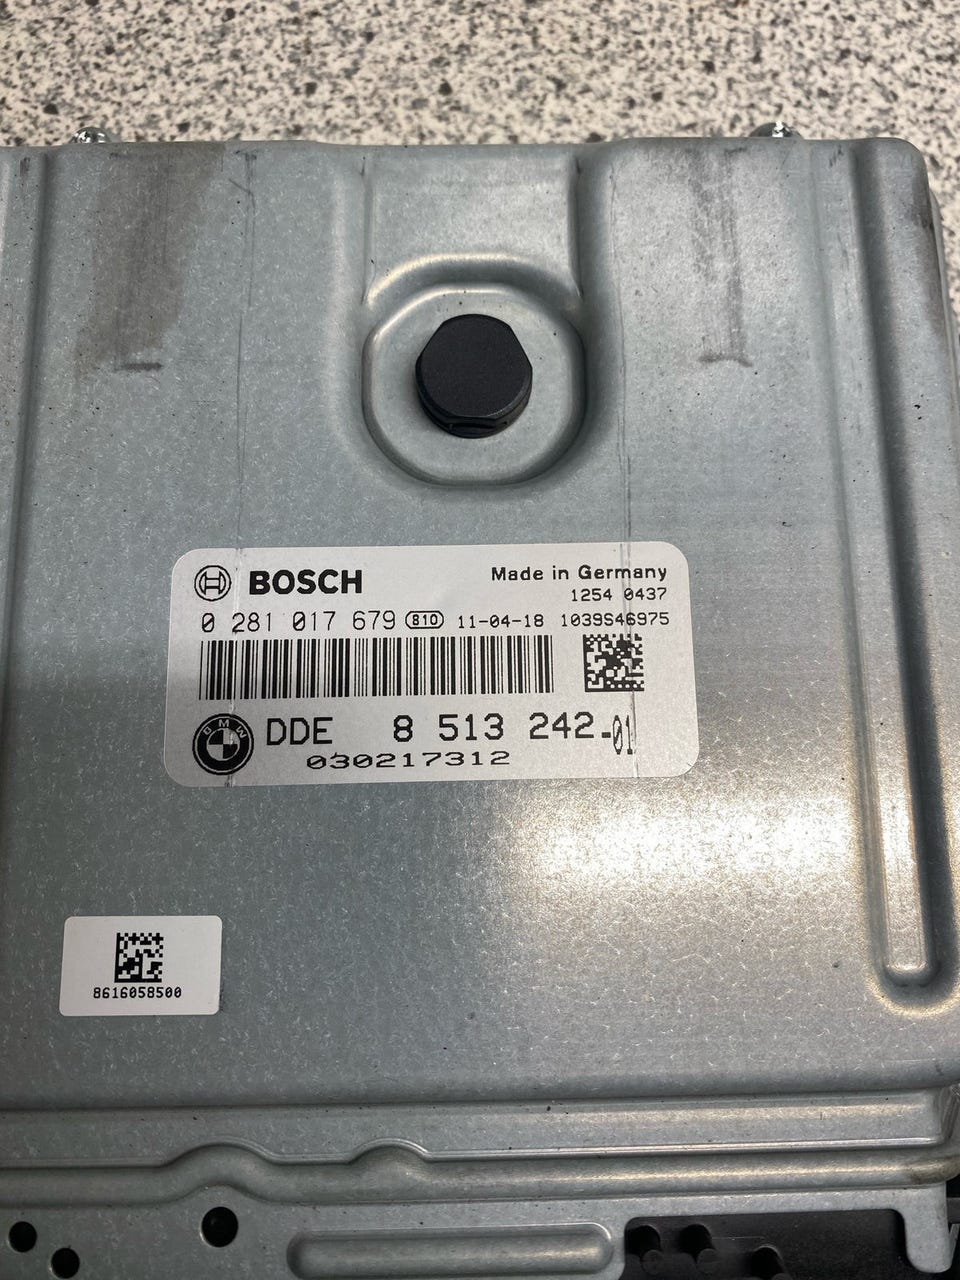 BOSCH Made in Germany
1254 0437
0 281 017 679 810 11-04-18 1039S46975
BMW DDE 8 513 242-01
030217312
8616058500